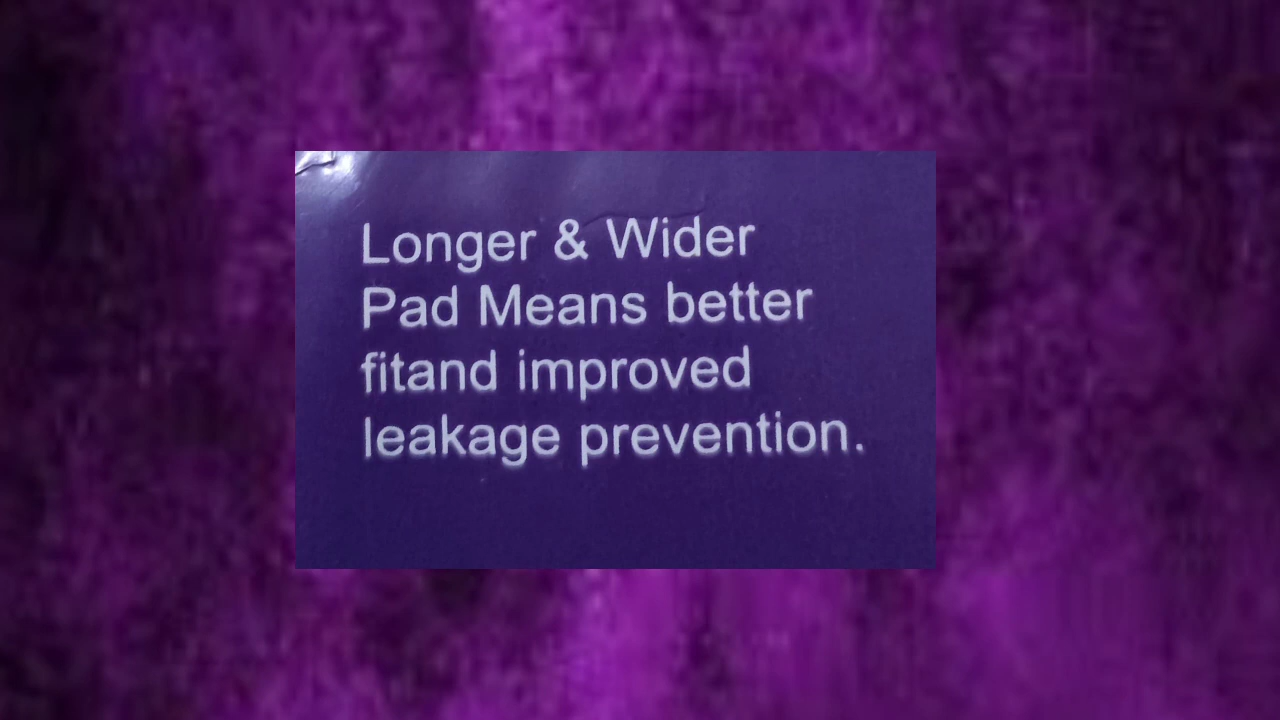 Longer & Wider
Pad Means better
fitand improved
leakage prevention.